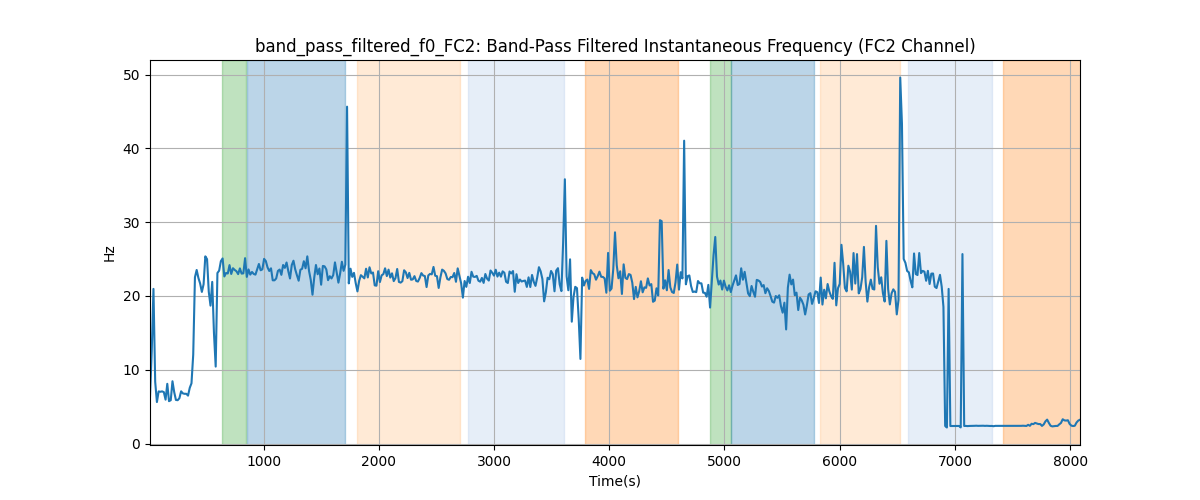 band_pass_filtered_f0_FC2: Band-Pass Filtered Instantaneous Frequency (FC2 Channel)
50
40
30
20
10
0
Hz
1000 2000 3000 4000 5000 6000 7000 8000
Time(s)